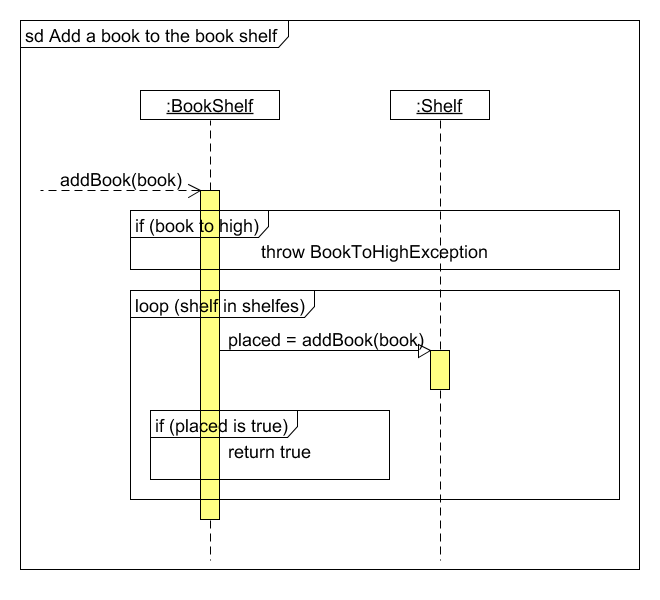 sd Add a book to the book shelf
:BookShelf
:Shelf
addBook(book)
if (book to high)
throw BookToHighException
loop (shelf in shelfes)
placed = addBook(book)
if (placed is true)
return true